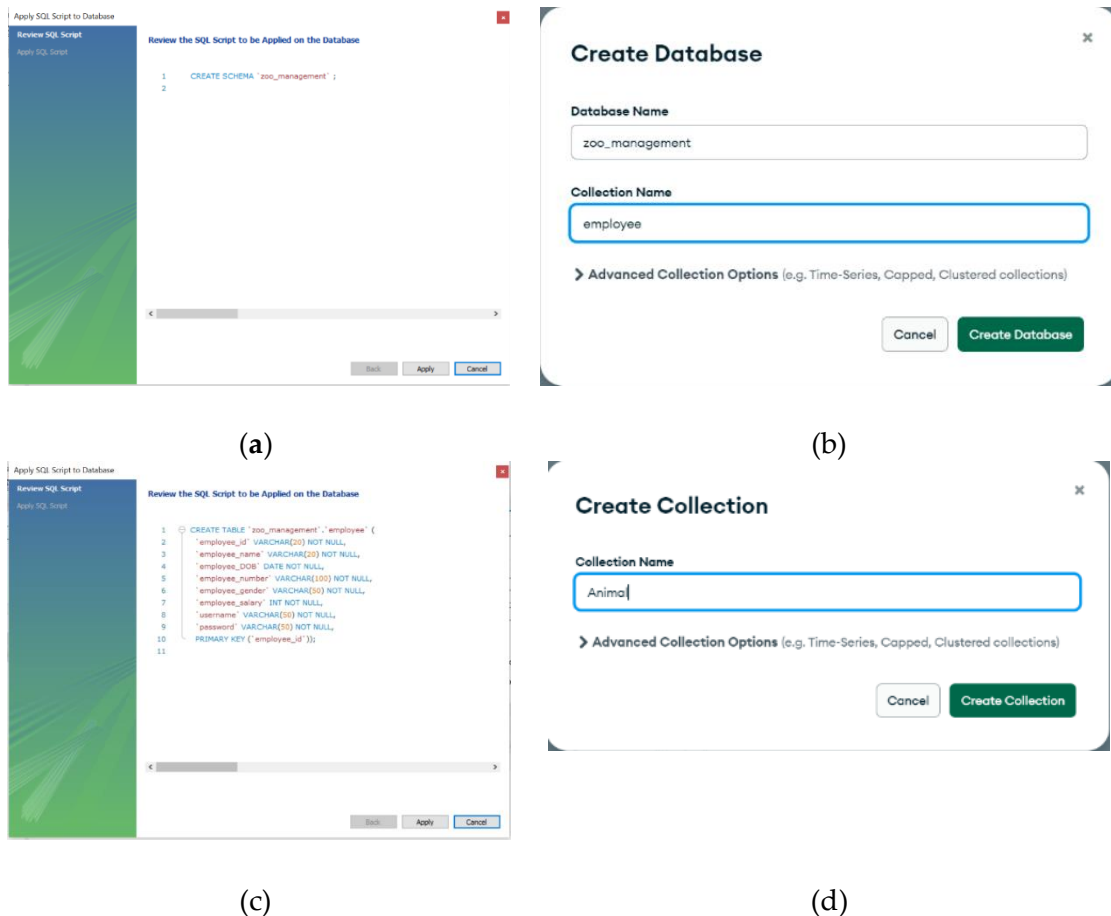 Apply SQL Script to Database
Review SQL Script
Apply SQL Script
Review the SQL Script to be Applied on the Database
1 CREATE SCHEMA `zoo_management` ;
2
Back Apply Cancel
(a)
Create Database
Database Name
zoo_management
Collection Name
employee
Advanced Collection Options (e.g. Time-Series, Capped, Clustered collections)
Cancel Create Database
(b)
Apply SQL Script to Database
Review SQL Script
Apply SQL Script
Review the SQL Script to be Applied on the Database
1 CREATE TABLE `zoo_management`.`employee` (
2 `employee_id` VARCHAR(20) NOT NULL,
3 `employee_name` VARCHAR(20) NOT NULL,
4 `employee_DOB` DATE NOT NULL,
5 `employee_number` VARCHAR(100) NOT NULL,
6 `employee_gender` VARCHAR(50) NOT NULL,
7 `employee_salary` INT NOT NULL,
8 `username` VARCHAR(50) NOT NULL,
9 `password` VARCHAR(50) NOT NULL,
10 PRIMARY KEY (`employee_id`));
11
Back Apply Cancel
(c)
Create Collection
Collection Name
Animal
Advanced Collection Options (e.g. Time-Series, Capped, Clustered collections)
Cancel Create Collection
(d)